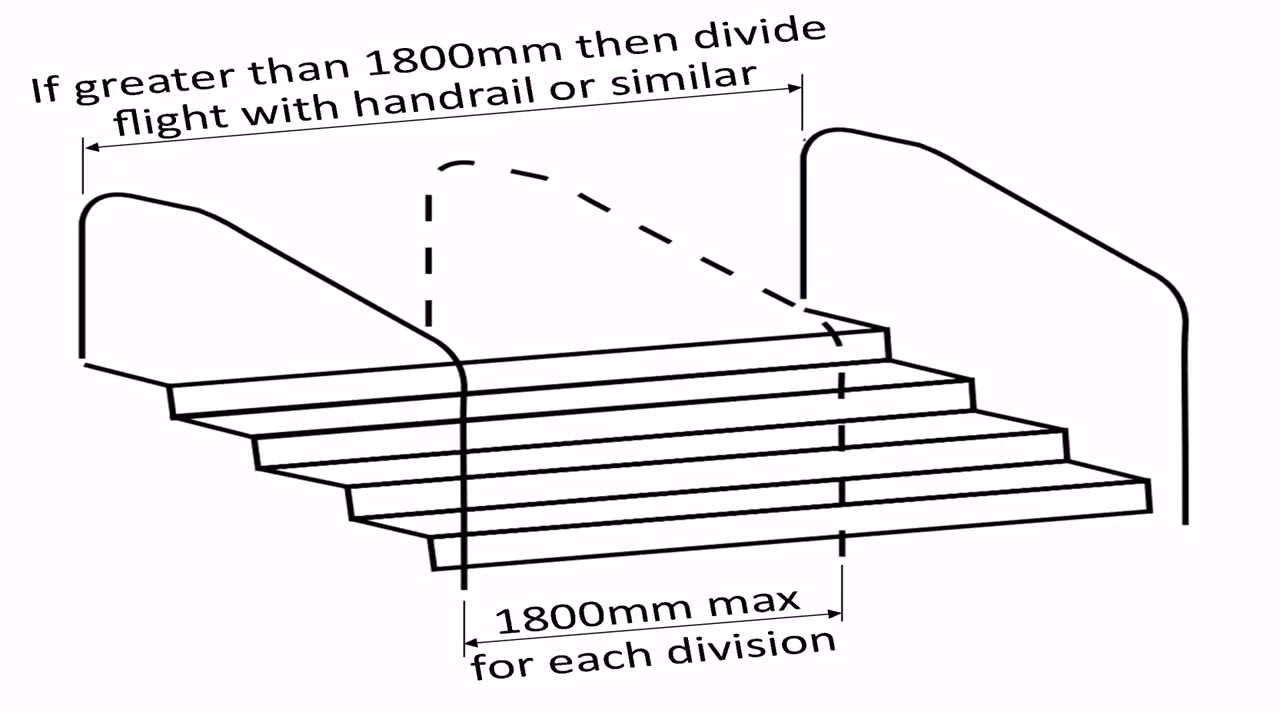 If greater than 1800mm then divide
flight with handrail or similar
1800mm max
for each division